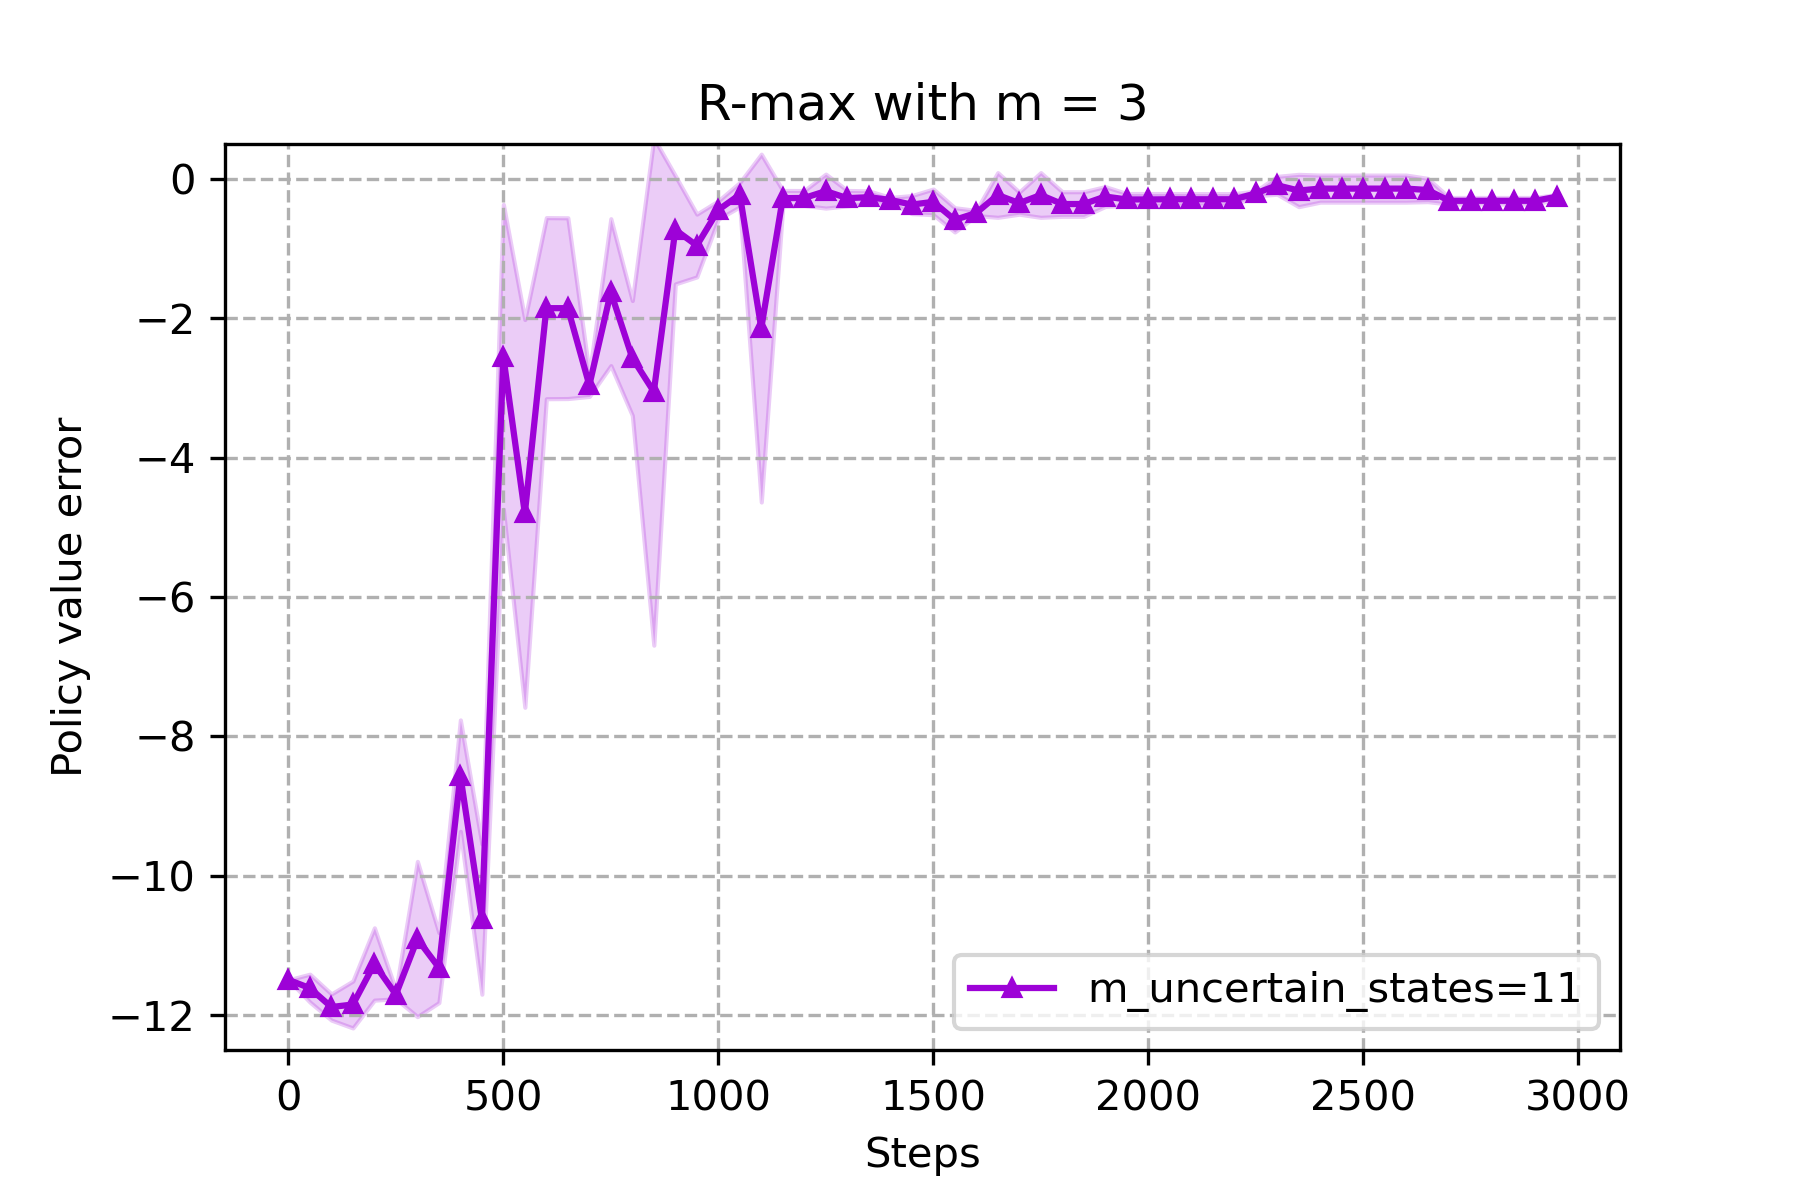 R-max with m = 3
Policy value error
0
−2
−4
−6
−8
−10
−12
m_uncertain_states=11
0 500 1000 1500 2000 2500 3000
Steps